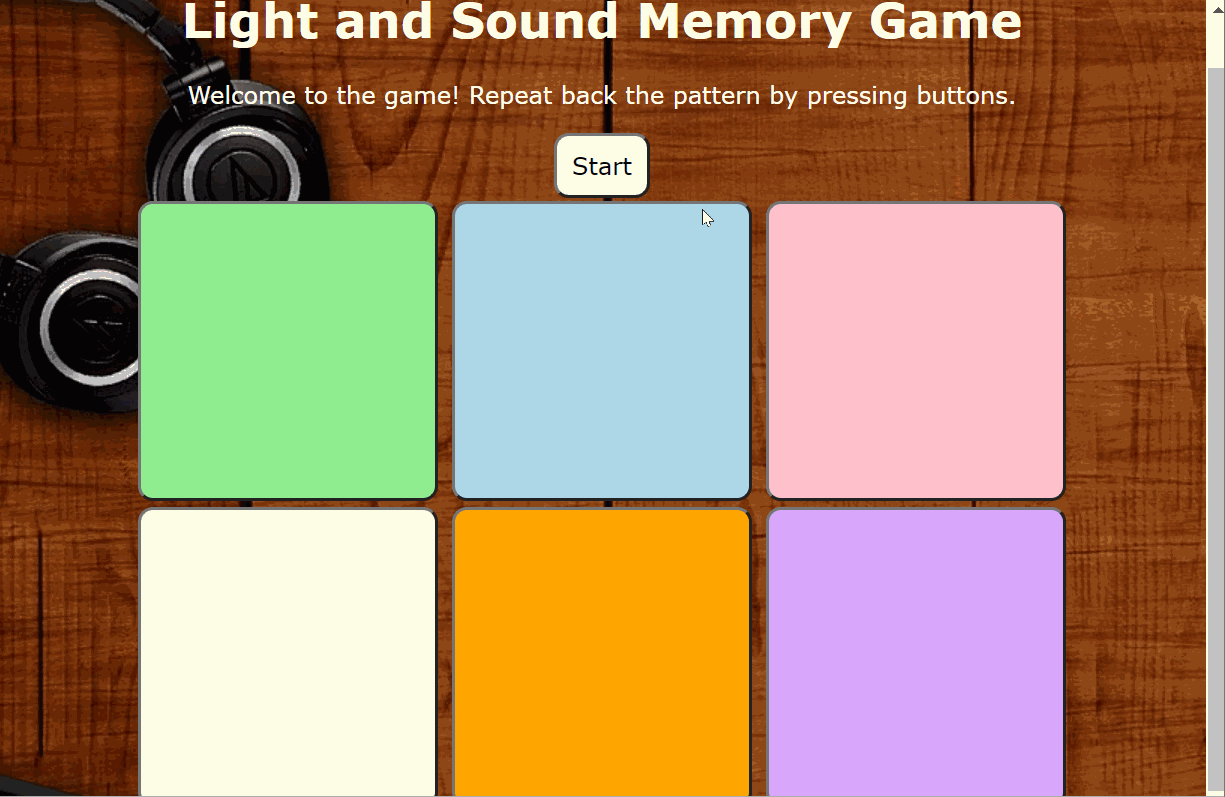 Light and Sound Memory Game
Welcome to the game! Repeat back the pattern by pressing buttons.
Start